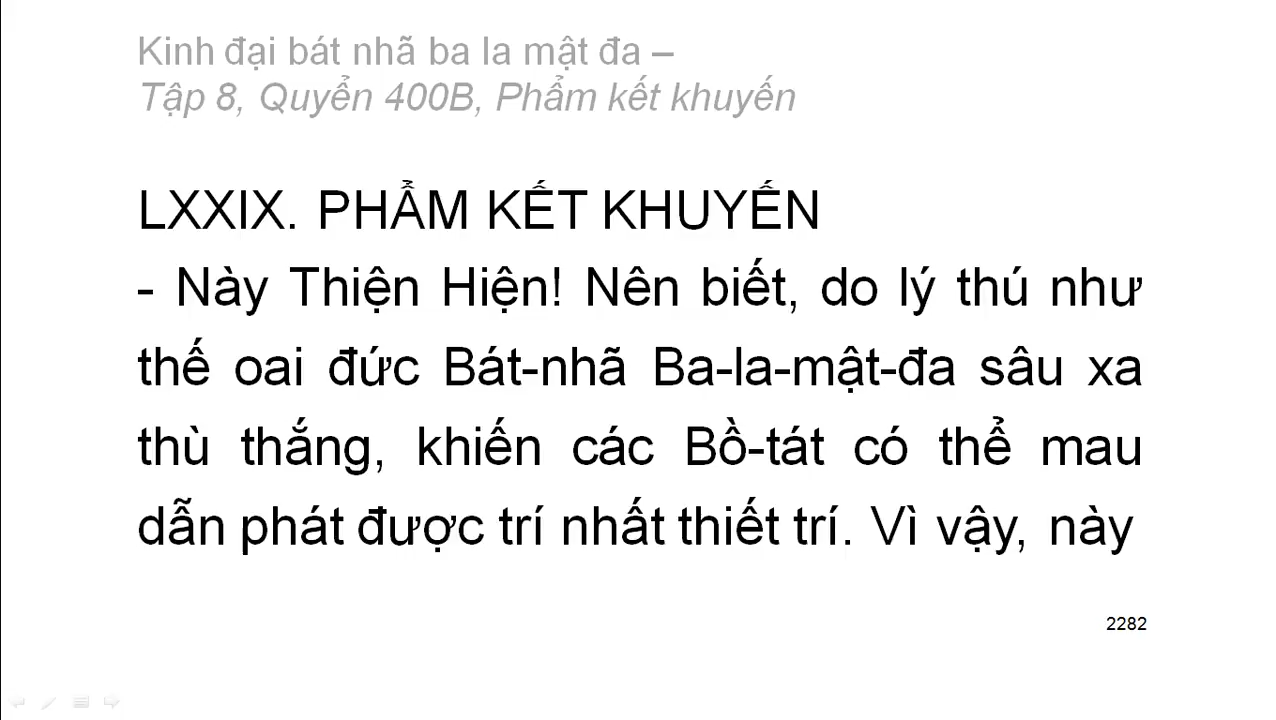 Kinh đại bát nhã ba la mật đa –
Tập 8, Quyển 400B, Phẩm kết khuyến
LXXIX. PHẨM KẾT KHUYẾN
- Này Thiện Hiện! Nên biết, do lý thú như
thế oai đức Bát-nhã Ba-la-mật-đa sâu xa
thù thắng, khiến các Bồ-tát có thể mau
dẫn phát được trí nhất thiết trí. Vì vậy, này
2282